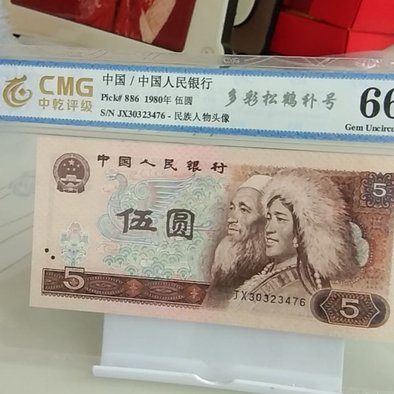 CMG
中乾评级
中国 / 中国人民银行
Pick# 886 1980年 伍圆
S/N JX30323476 - 民族人物头像
多彩松鹤补号
66
Gem Uncircu
中国人民银行
5
伍圆
5
JX30323476
5